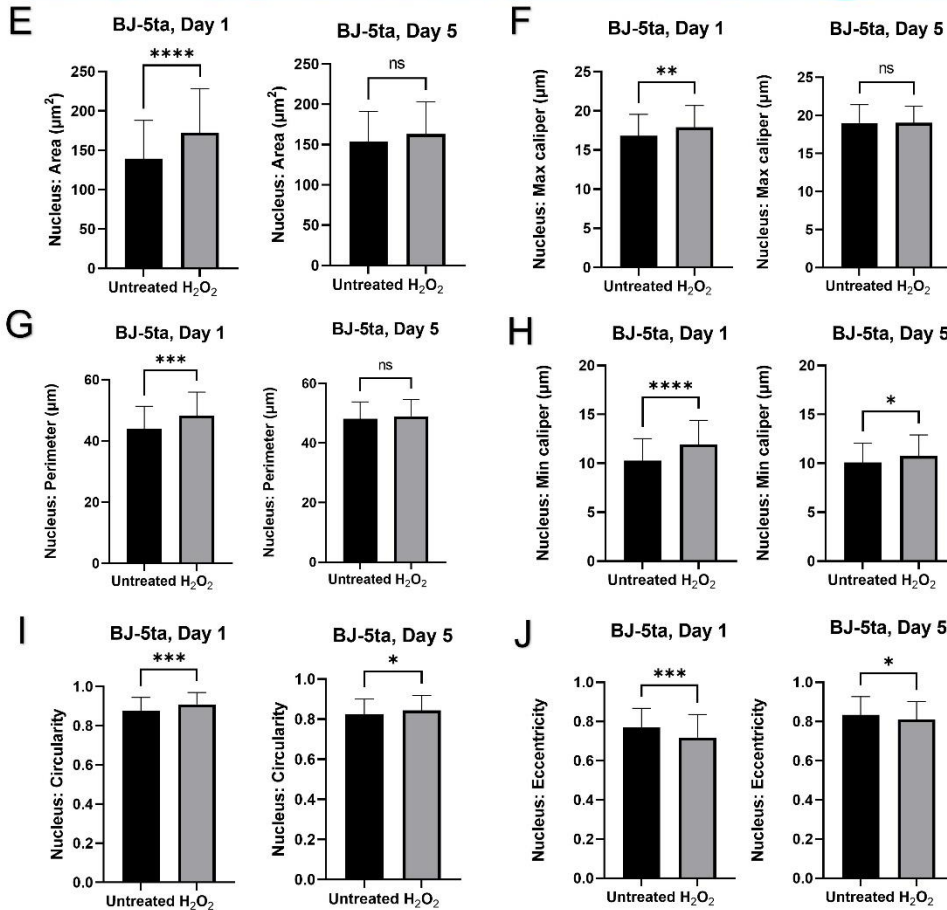 E
BJ-5ta, Day 1
****
Nucleus: Area (µm²)
250
200
150
100
50
0
Untreated H₂O₂
BJ-5ta, Day 5
ns
Nucleus: Area (µm²)
250
200
150
100
50
0
Untreated H₂O₂
F
BJ-5ta, Day 1
**
Nucleus: Max caliper (µm)
25
20
15
10
5
0
Untreated H₂O₂
BJ-5ta, Day 5
ns
Nucleus: Max caliper (µm)
25
20
15
10
5
0
Untreated H₂O₂
G
BJ-5ta, Day 1
***
Nucleus: Perimeter (µm)
60
40
20
0
Untreated H₂O₂
BJ-5ta, Day 5
ns
Nucleus: Perimeter (µm)
60
40
20
0
Untreated H₂O₂
H
BJ-5ta, Day 1
****
Nucleus: Min caliper (µm)
20
15
10
5
0
Untreated H₂O₂
BJ-5ta, Day 5
*
Nucleus: Min caliper (µm)
20
15
10
5
0
Untreated H₂O₂
I
BJ-5ta, Day 1
***
Nucleus: Circularity
1.0
0.8
0.6
0.4
0.2
0.0
Untreated H₂O₂
BJ-5ta, Day 5
*
Nucleus: Circularity
1.0
0.8
0.6
0.4
0.2
0.0
Untreated H₂O₂
J
BJ-5ta, Day 1
***
Nucleus: Eccentricity
1.0
0.8
0.6
0.4
0.2
0.0
Untreated H₂O₂
BJ-5ta, Day 5
*
Nucleus: Eccentricity
1.0
0.8
0.6
0.4
0.2
0.0
Untreated H₂O₂